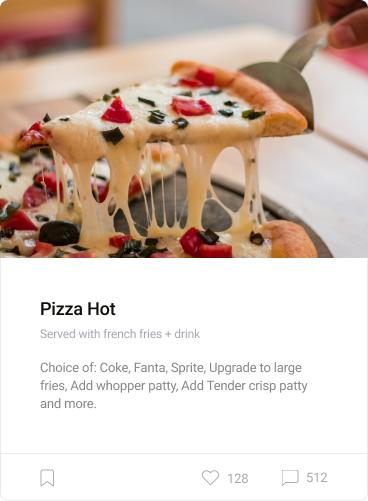 Pizza Hot
Served with french fries + drink
Choice of: Coke, Fanta, Sprite, Upgrade to large
fries, Add whopper patty, Add Tender crisp patty
and more.
128 512